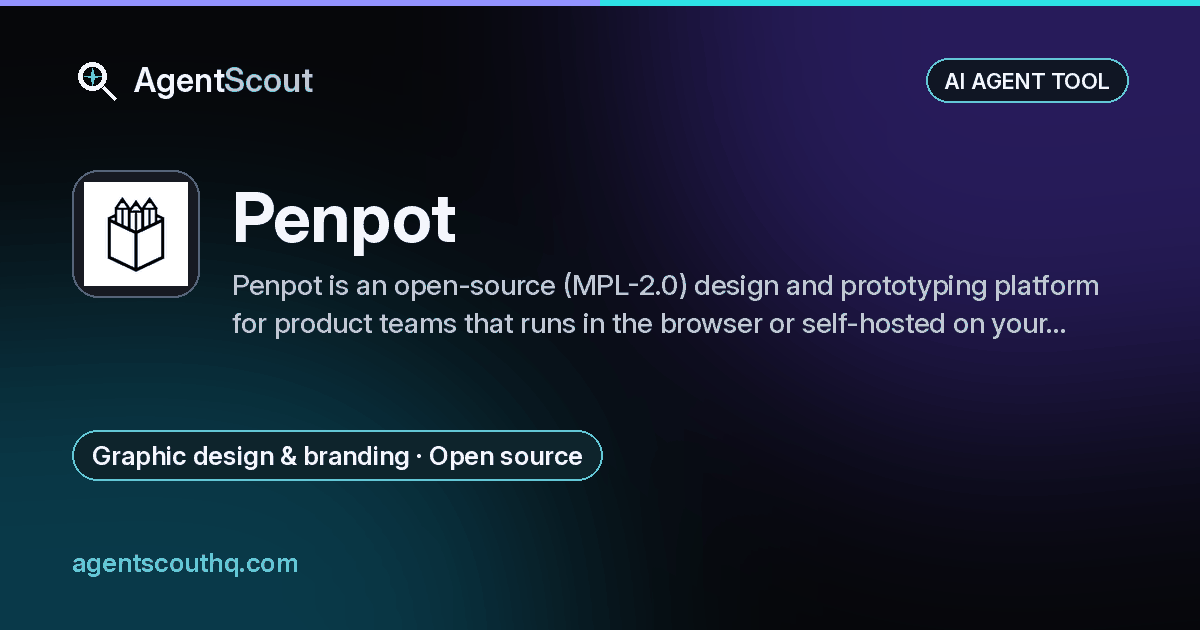 AgentScout
AI AGENT TOOL
Penpot
Penpot is an open-source (MPL-2.0) design and prototyping platform
for product teams that runs in the browser or self-hosted on your...
Graphic design & branding · Open source
agentscouthq.com